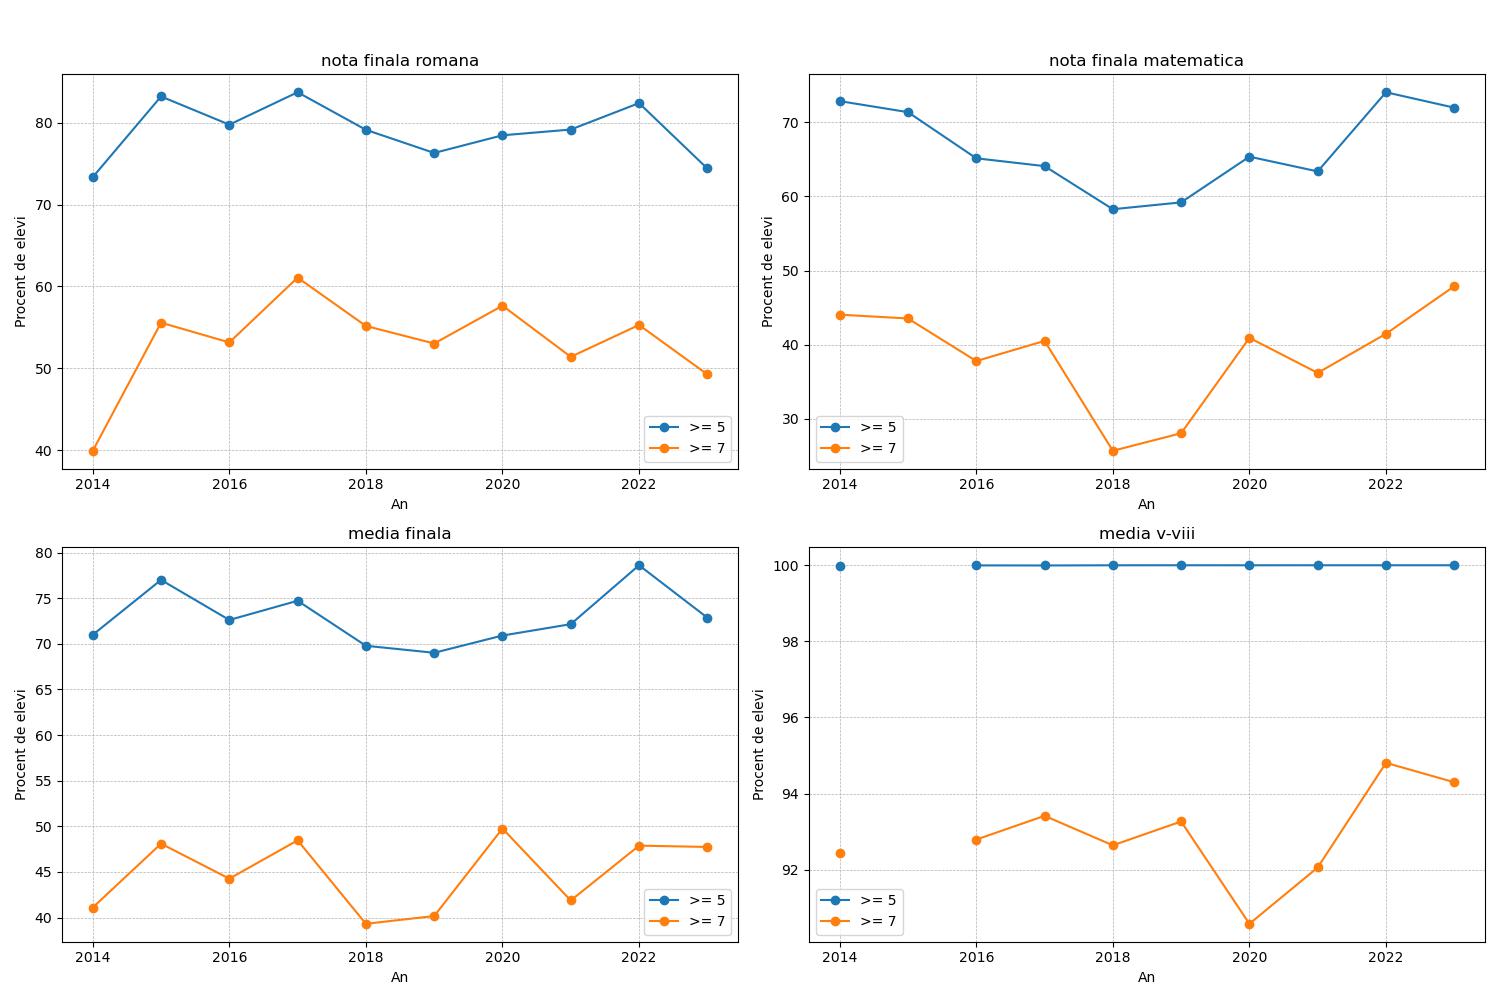 nota finala romana
Procent de elevi
80
70
60
50
40
2014 2016 2018 2020 2022
An
>= 5
>= 7
nota finala matematica
Procent de elevi
70
60
50
40
30
2014 2016 2018 2020 2022
An
>= 5
>= 7
media finala
Procent de elevi
80
75
70
65
60
55
50
45
40
2014 2016 2018 2020 2022
An
>= 5
>= 7
media v-viii
Procent de elevi
100
98
96
94
92
2014 2016 2018 2020 2022
An
>= 5
>= 7